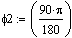 ϕ2 := (90·π / 180)